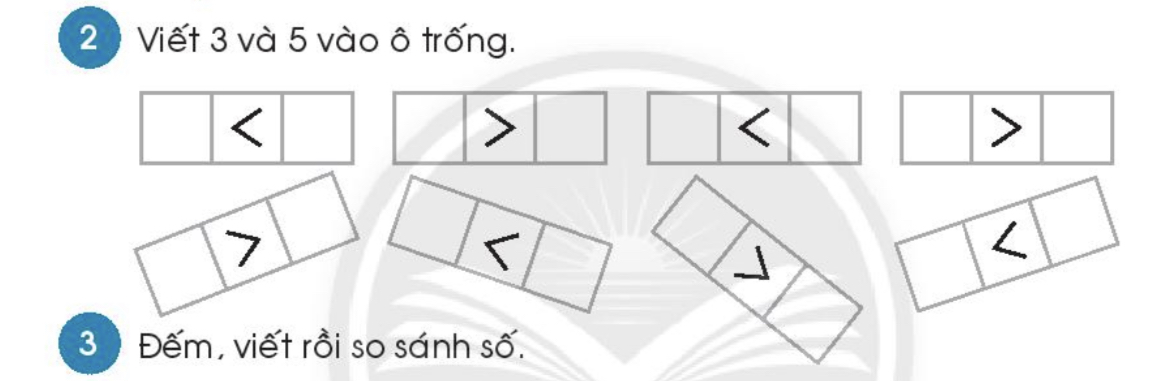 2 Viết 3 và 5 vào ô trống.
< > < >
> < > <
3 Đếm, viết rồi so sánh số.